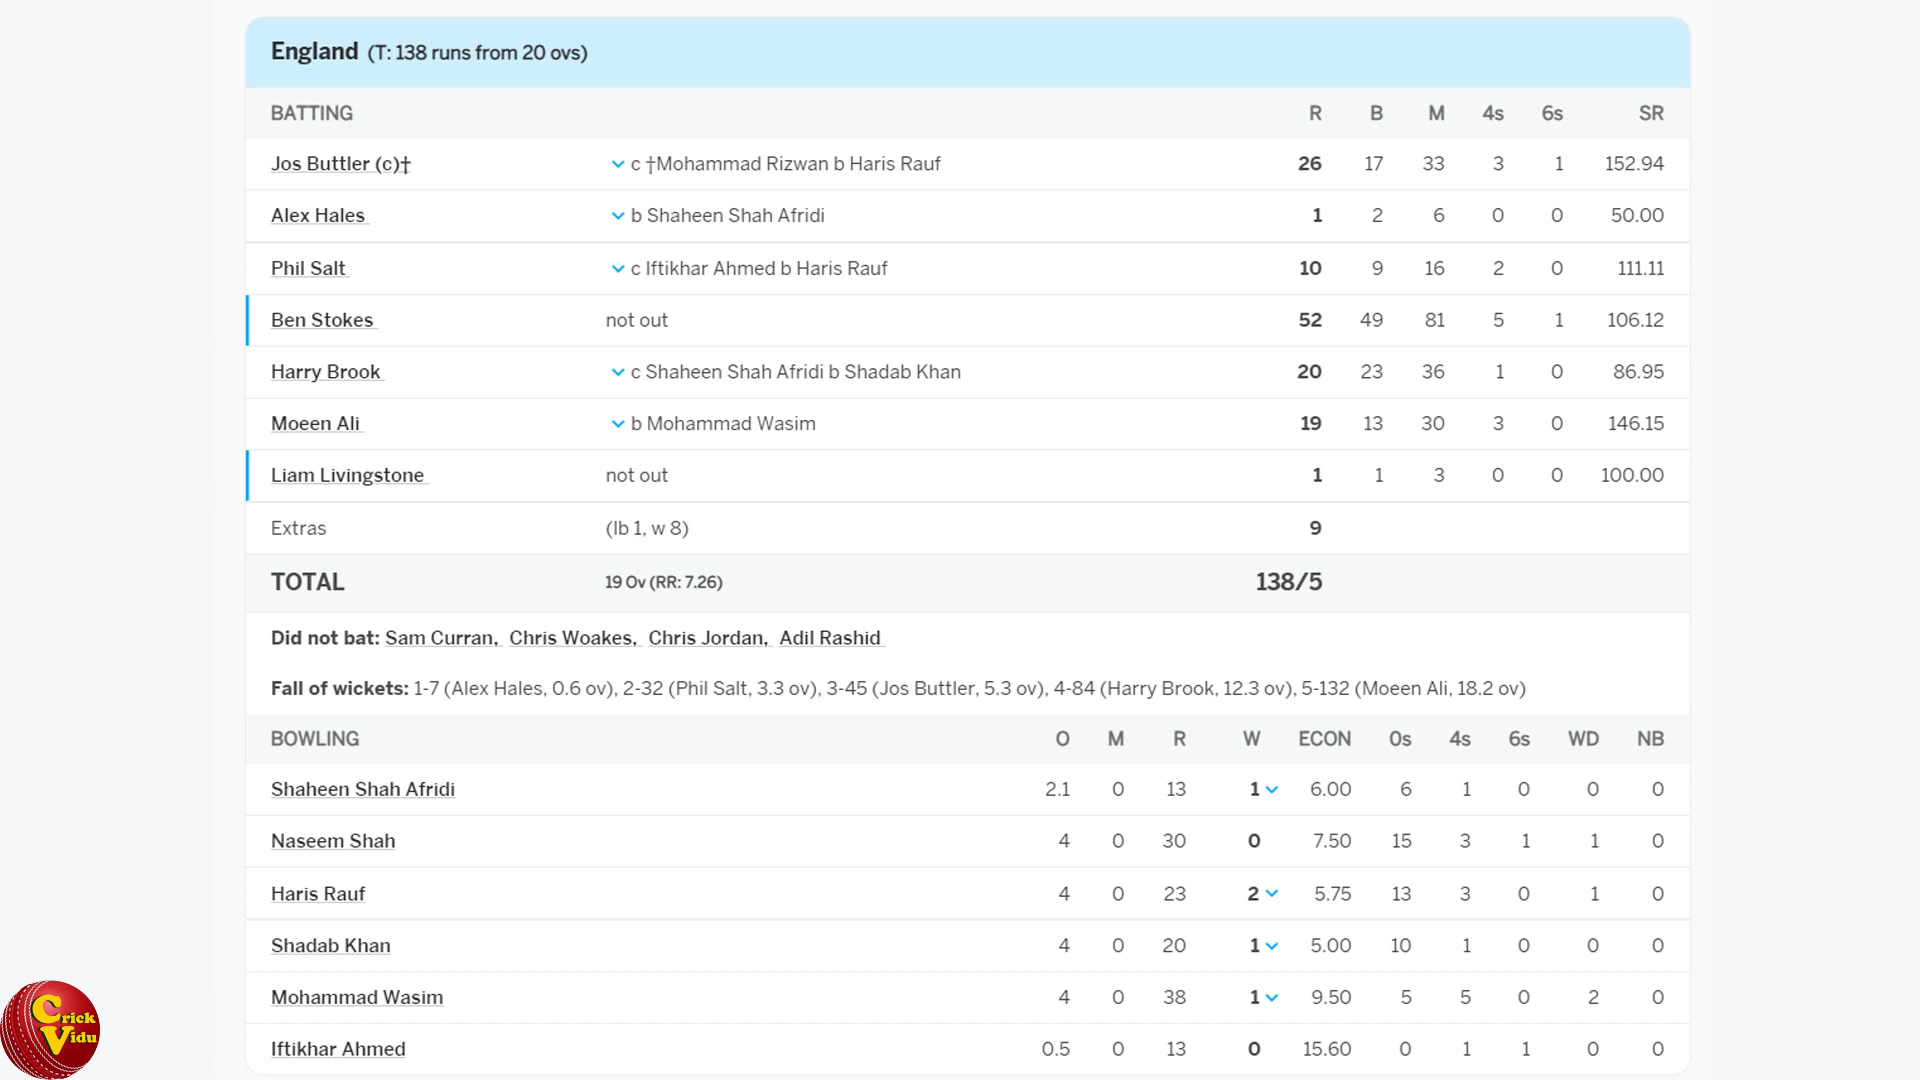 England (T: 138 runs from 20 ovs)
BATTING R B M 4s 6s SR
Jos Buttler (c)† c †Mohammad Rizwan b Haris Rauf 26 17 33 3 1 152.94
Alex Hales b Shaheen Shah Afridi 1 2 6 0 0 50.00
Phil Salt c Iftikhar Ahmed b Haris Rauf 10 9 16 2 0 111.11
Ben Stokes not out 52 49 81 5 1 106.12
Harry Brook c Shaheen Shah Afridi b Shadab Khan 20 23 36 1 0 86.95
Moeen Ali b Mohammad Wasim 19 13 30 3 0 146.15
Liam Livingstone not out 1 1 3 0 0 100.00
Extras (lb 1, w 8) 9
TOTAL 19 Ov (RR: 7.26) 138/5
Did not bat: Sam Curran, Chris Woakes, Chris Jordan, Adil Rashid
Fall of wickets: 1-7 (Alex Hales, 0.6 ov), 2-32 (Phil Salt, 3.3 ov), 3-45 (Jos Buttler, 5.3 ov), 4-84 (Harry Brook, 12.3 ov), 5-132 (Moeen Ali, 18.2 ov)
BOWLING O M R W ECON 0s 4s 6s WD NB
Shaheen Shah Afridi 2.1 0 13 1 6.00 6 1 0 0 0
Naseem Shah 4 0 30 0 7.50 15 3 1 1 0
Haris Rauf 4 0 23 2 5.75 13 3 0 1 0
Shadab Khan 4 0 20 1 5.00 10 1 0 0 0
Mohammad Wasim 4 0 38 1 9.50 5 5 0 2 0
Iftikhar Ahmed 0.5 0 13 0 15.60 0 1 1 0 0
Crick
Vidu